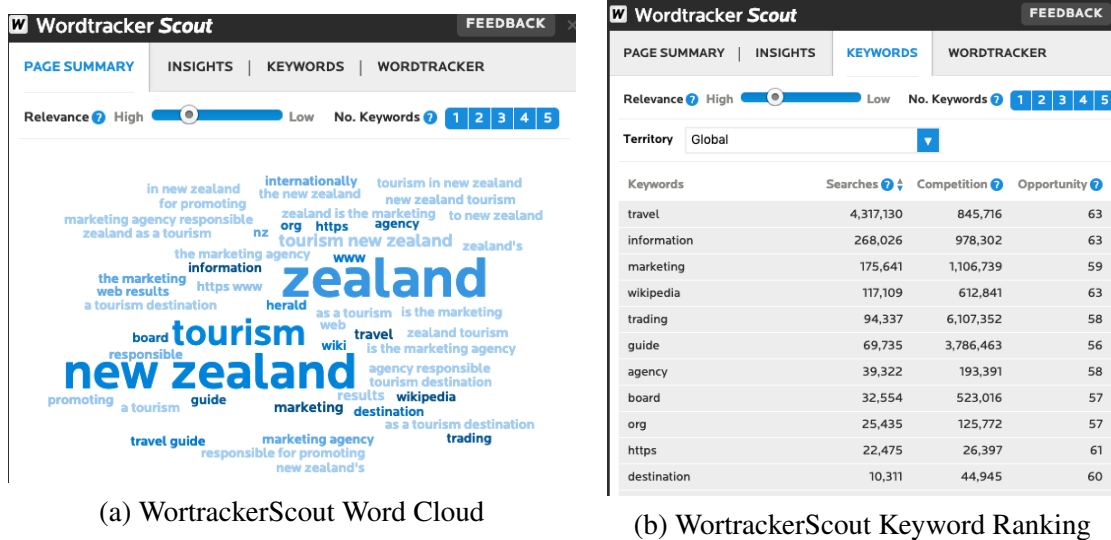 W Wordtracker Scout FEEDBACK ×
PAGE SUMMARY INSIGHTS | KEYWORDS | WORDTRACKER
Relevance ? High Low No. Keywords ? 1 2 3 4 5
internationally tourism in new zealand
in new zealand the new zealand new zealand tourism
for promoting
zealand is the marketing to new zealand
marketing agency responsible org https agency
zealand as a tourism nz tourism new zealand zealand's
the marketing agency www
information zealand
the marketing https www
web results
a tourism destination herald as a tourism is the marketing
web
board tourism wiki travel zealand tourism
responsible is the marketing agency
new zealand agency responsible
tourism destination
results wikipedia
promoting a tourism guide marketing destination
as a tourism destination
travel guide marketing agency trading
responsible for promoting
new zealand's
(a) WortrackerScout Word Cloud
W Wordtracker Scout FEEDBACK
PAGE SUMMARY | INSIGHTS KEYWORDS WORDTRACKER
Relevance ? High Low No. Keywords ? 1 2 3 4 5
Territory Global
Keywords Searches ? Competition ? Opportunity ?
travel 4,317,130 845,716 63
information 268,026 978,302 63
marketing 175,641 1,106,739 59
wikipedia 117,109 612,841 63
trading 94,337 6,107,352 58
guide 69,735 3,786,463 56
agency 39,322 193,391 58
board 32,554 523,016 57
org 25,435 125,772 57
https 22,475 26,397 61
destination 10,311 44,945 60
(b) WortrackerScout Keyword Ranking